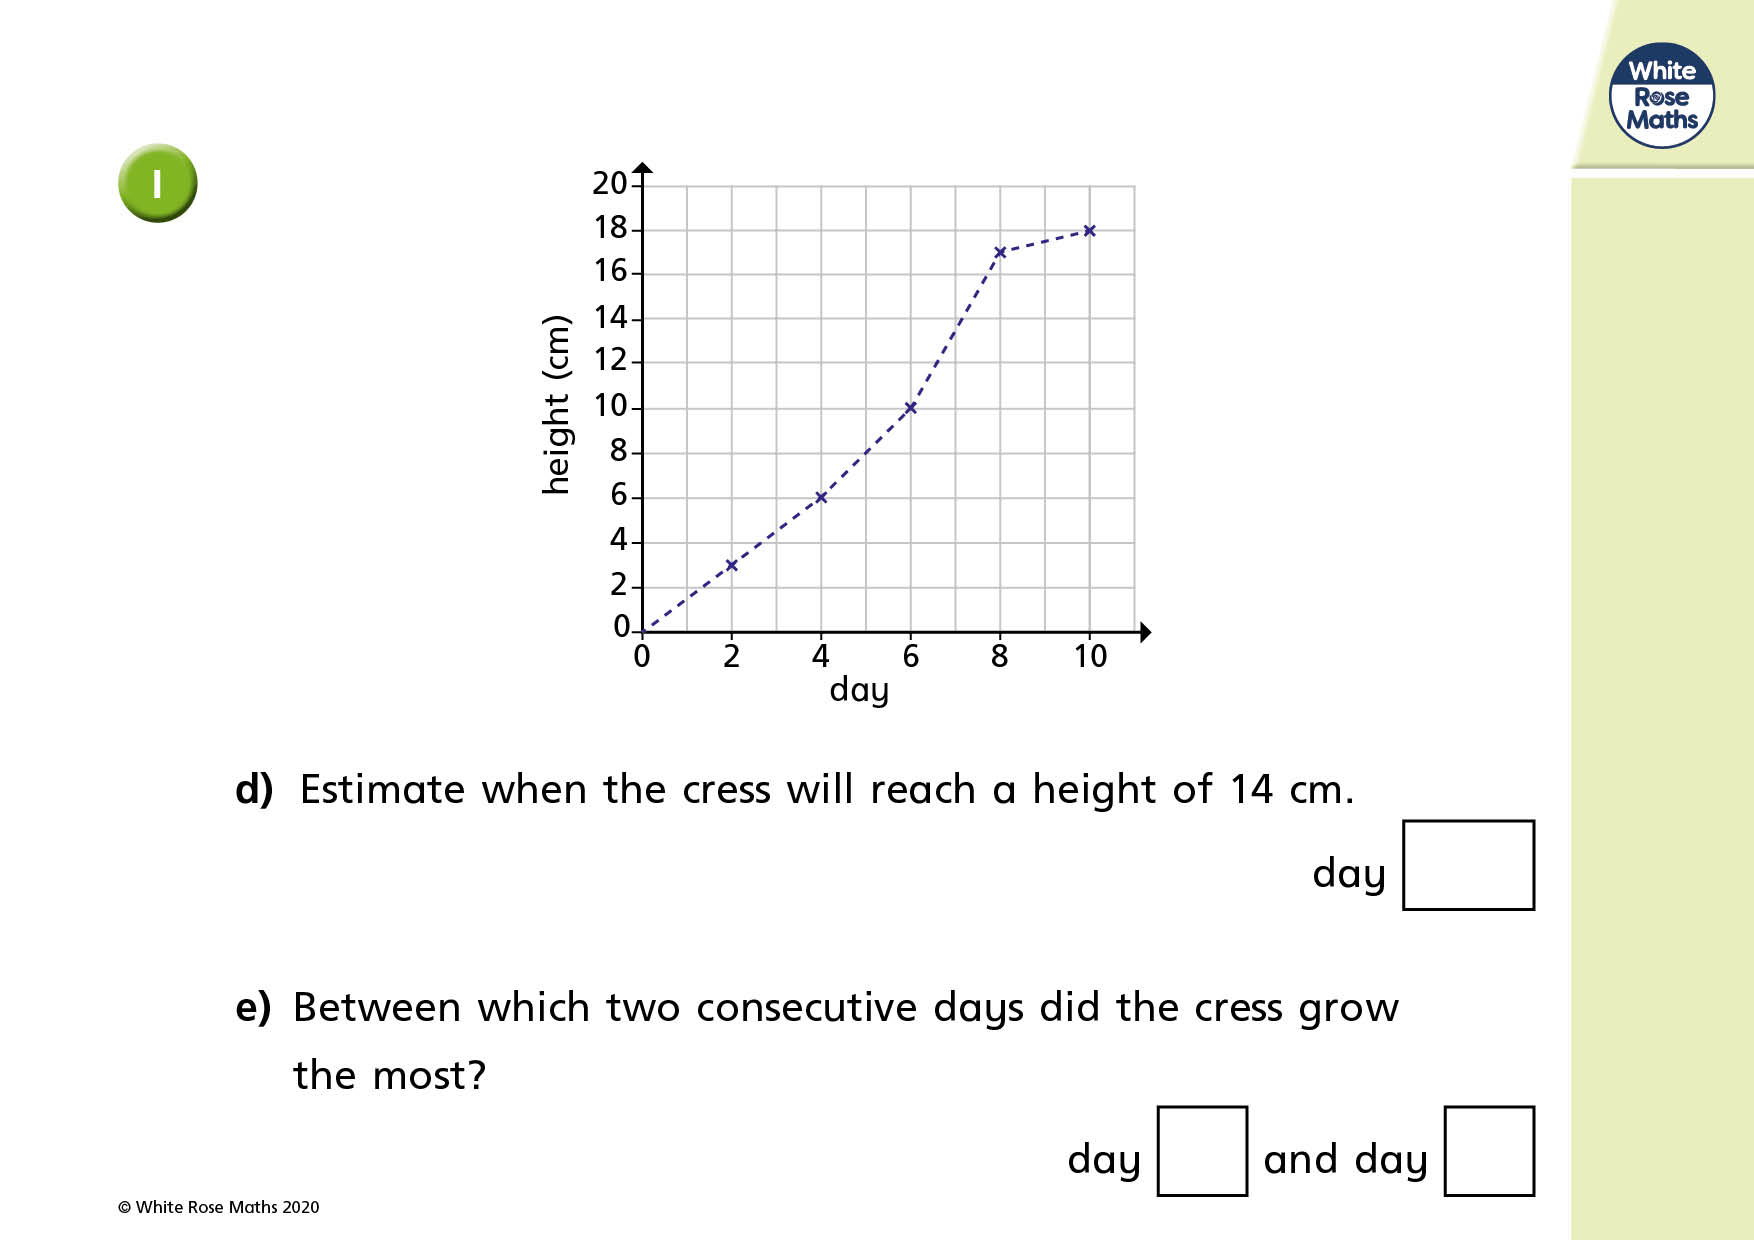 White
Rose
Maths
1
20
18
16
14
12
10
8
6
4
2
0
height (cm)
0 2 4 6 8 10
day
d) Estimate when the cress will reach a height of 14 cm.
day
e) Between which two consecutive days did the cress grow
the most?
day and day
© White Rose Maths 2020